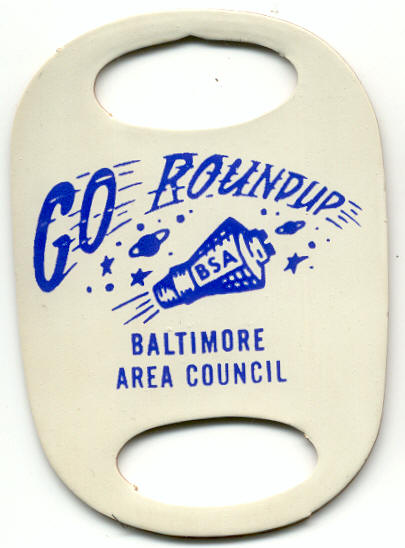 GO ROUNDUP
BSA
BALTIMORE
AREA COUNCIL